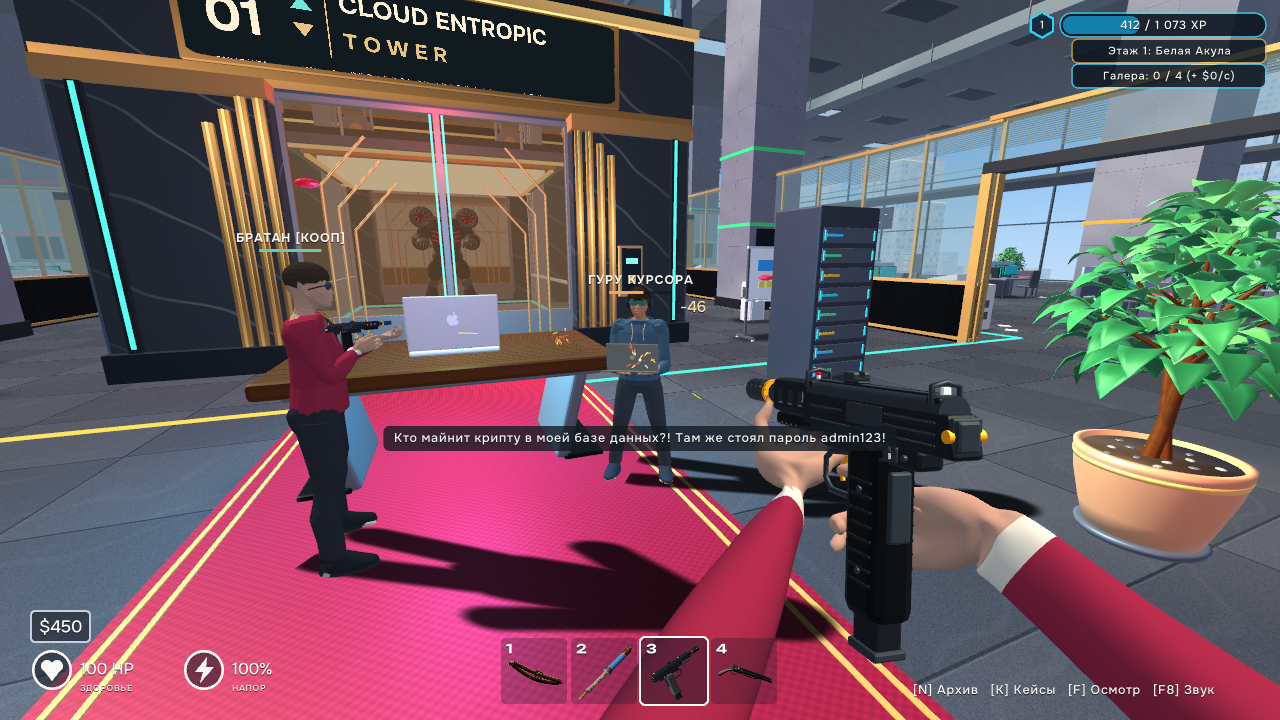 01
CLOUD ENTROPIC
TOWER
1
412 / 1 073 XP
Этаж 1: Белая Акула
Галера: 0 / 4 (+ $0/с)
БРАТАН [КООП]
ГУРУ КУРСОРА
-46
Кто майнит крипту в моей базе данных?! Там же стоял пароль admin123!
$450
100 HP
ЗДОРОВЬЕ
100%
НАПОР
1
2
3
4
[N] Архив
[K] Кейсы
[F] Осмотр
[F8] Звук